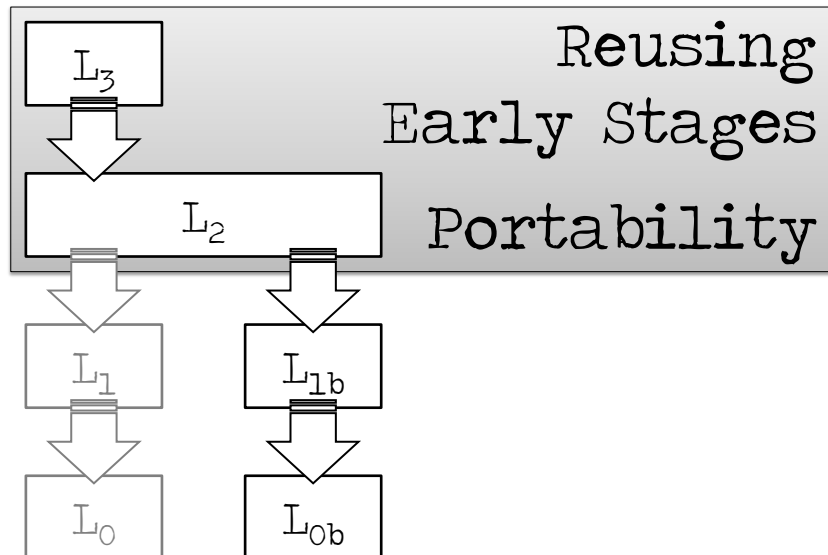 L₃
Reusing
Early Stages
L₂
Portability
L₁
L₁b
L₀
L₀b